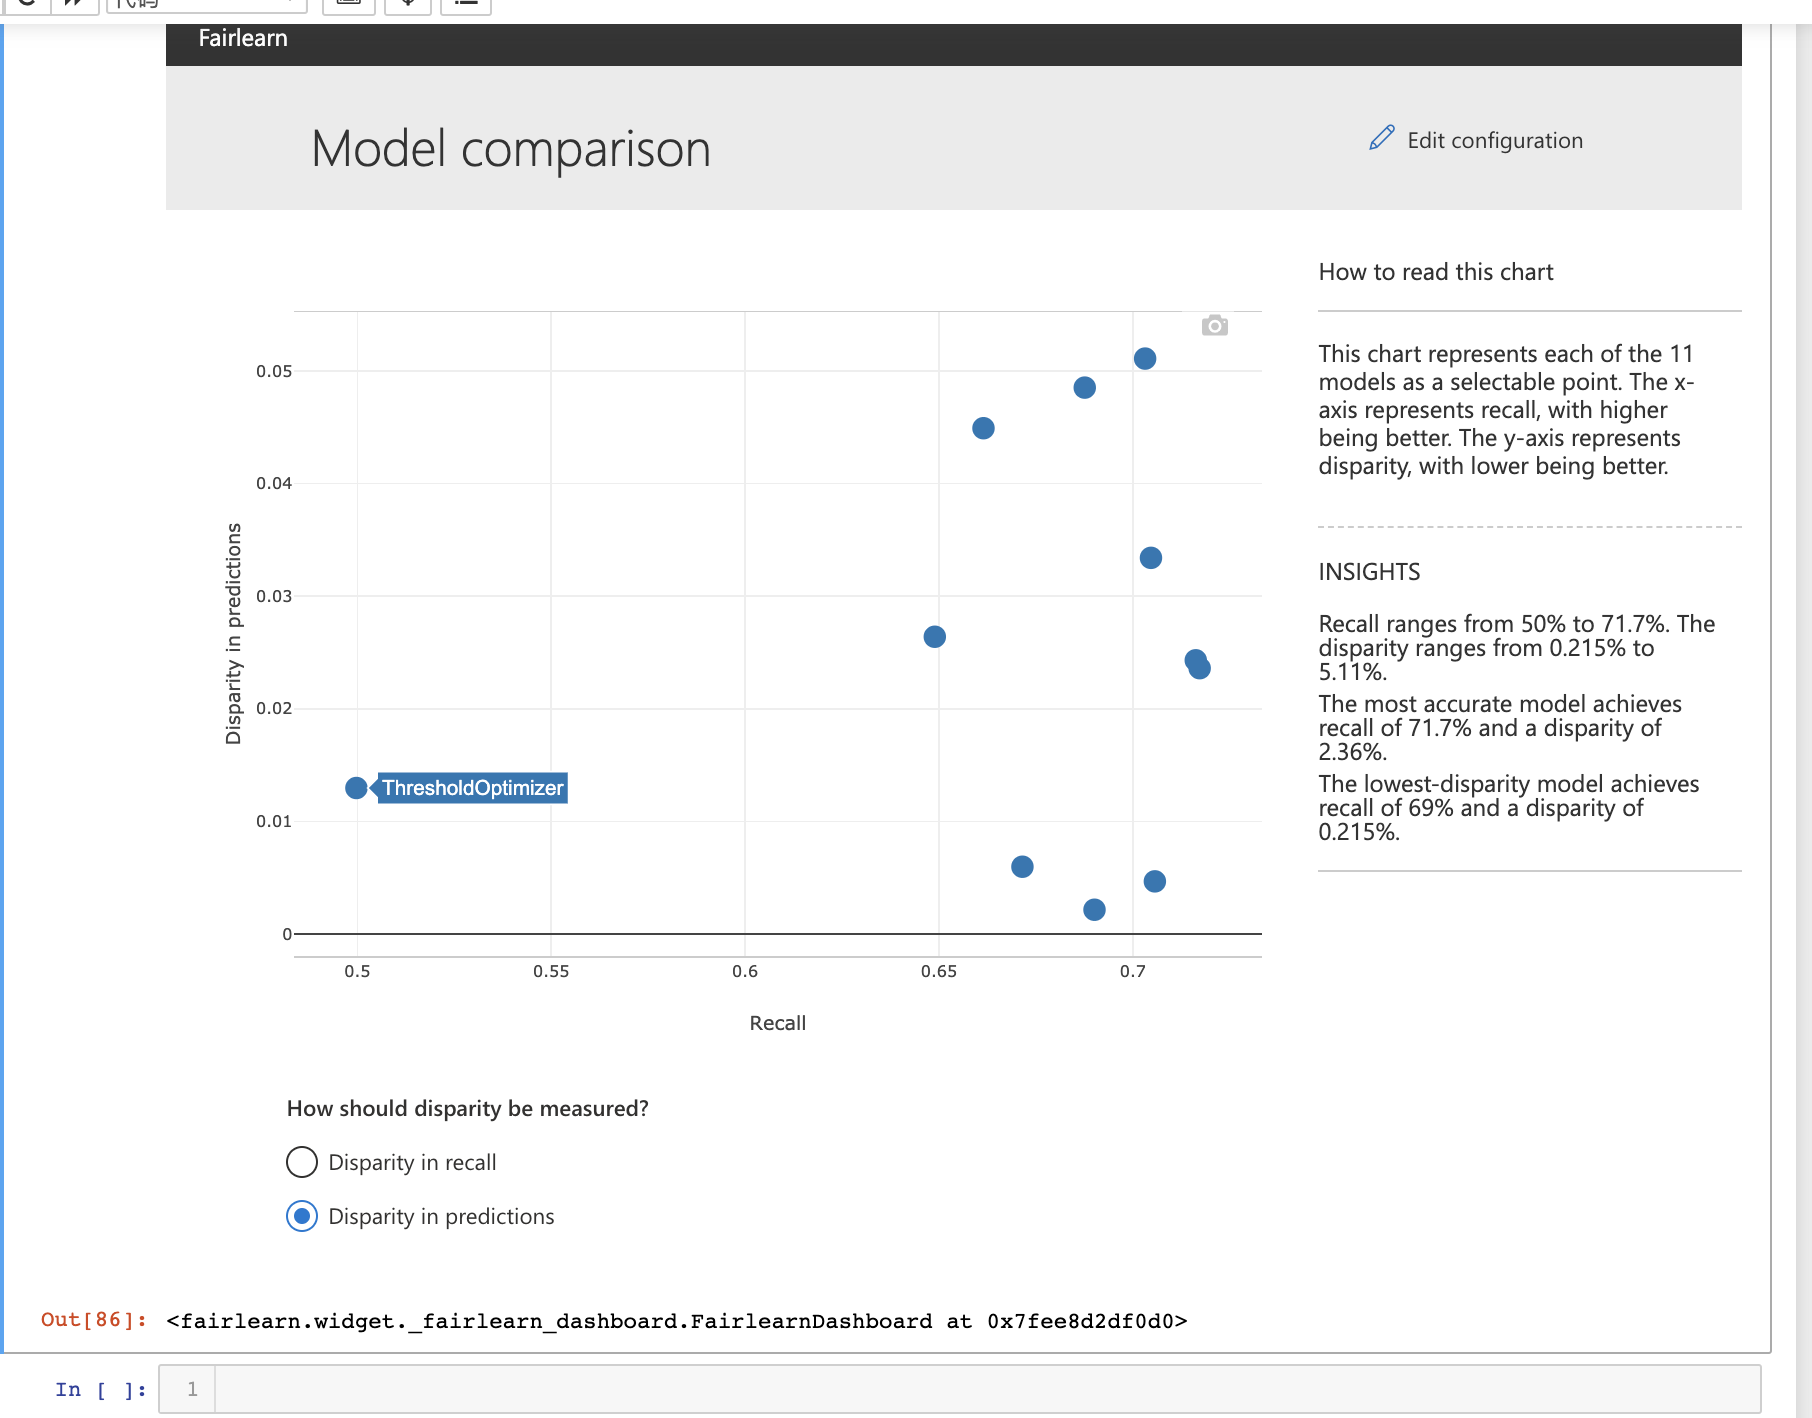 代码
Fairlearn
Model comparison
Edit configuration
How to read this chart
This chart represents each of the 11
models as a selectable point. The x-
axis represents recall, with higher
being better. The y-axis represents
disparity, with lower being better.
INSIGHTS
Recall ranges from 50% to 71.7%. The
disparity ranges from 0.215% to
5.11%.
The most accurate model achieves
recall of 71.7% and a disparity of
2.36%.
The lowest-disparity model achieves
recall of 69% and a disparity of
0.215%.
Disparity in predictions
0.05
0.04
0.03
0.02
0.01
0
ThresholdOptimizer
0.5
0.55
0.6
0.65
0.7
Recall
How should disparity be measured?
Disparity in recall
Disparity in predictions
Out[86]: <fairlearn.widget._fairlearn_dashboard.FairlearnDashboard at 0x7fee8d2df0d0>
In [ ]: 1